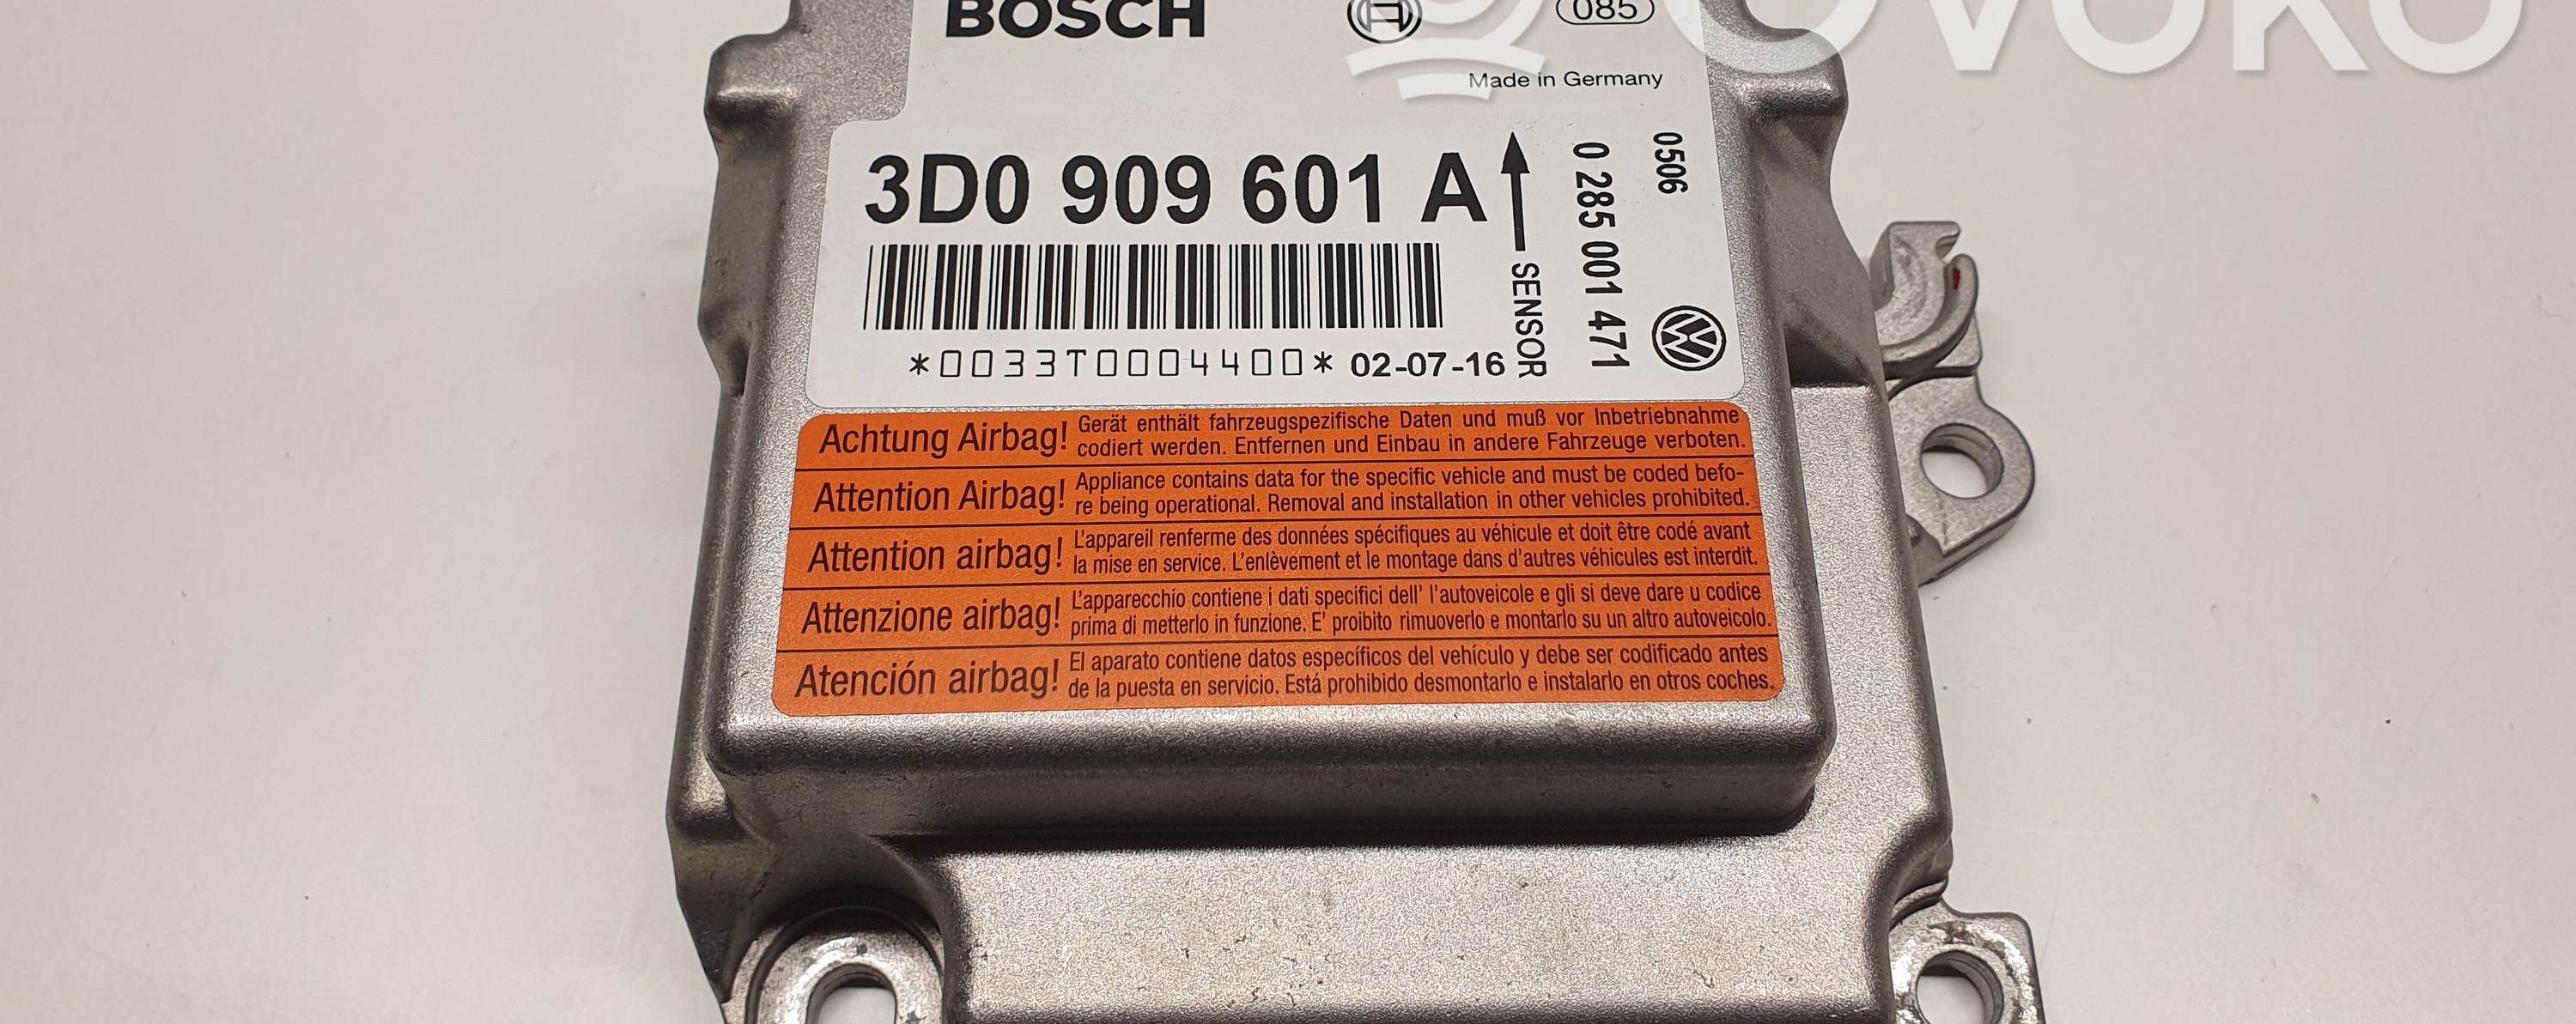 BOSCH
085
OVOKO
Made in Germany
3D0 909 601 A
SENSOR
0 285 001 471
0506
*0033T0004400* 02-07-16
Achtung Airbag! Gerät enthält fahrzeugspezifische Daten und muß vor Inbetriebnahme
codiert werden. Entfernen und Einbau in andere Fahrzeuge verboten.
Attention Airbag! Appliance contains data for the specific vehicle and must be coded befo-
re being operational. Removal and installation in other vehicles prohibited.
Attention airbag! L'appareil renferme des données spécifiques au véhicule et doit être codé avant
la mise en service. L'enlèvement et le montage dans d'autres véhicules est interdit.
Attenzione airbag! L'apparecchio contiene i dati specifici dell' l'autoveicole e gli si deve dare u codice
prima di metterlo in funzione. E' proibito rimuoverlo e montarlo su un altro autoveicolo.
Atención airbag! El aparato contiene datos específicos del vehículo y debe ser codificado antes
de la puesta en servicio. Está prohibido desmontarlo e instalarlo en otros coches.